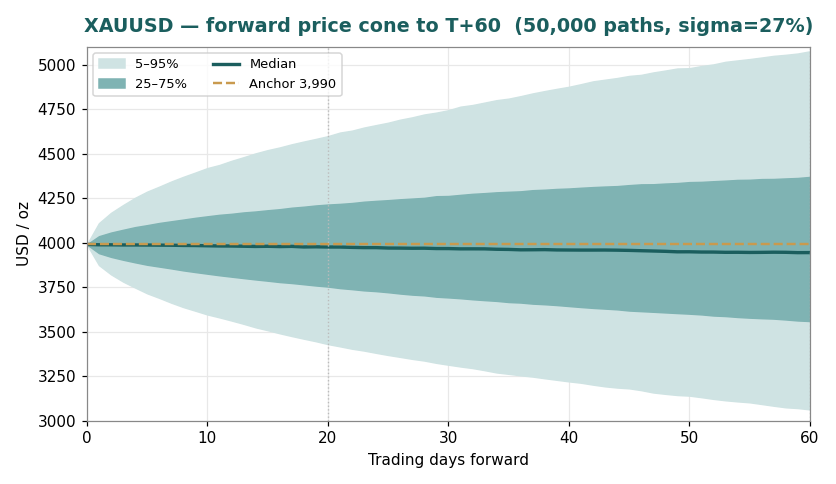 XAUUSD — forward price cone to T+60  (50,000 paths, sigma=27%)
5–95%
25–75%
Median
Anchor 3,990
USD / oz
5000
4750
4500
4250
4000
3750
3500
3250
3000
0 10 20 30 40 50 60
Trading days forward